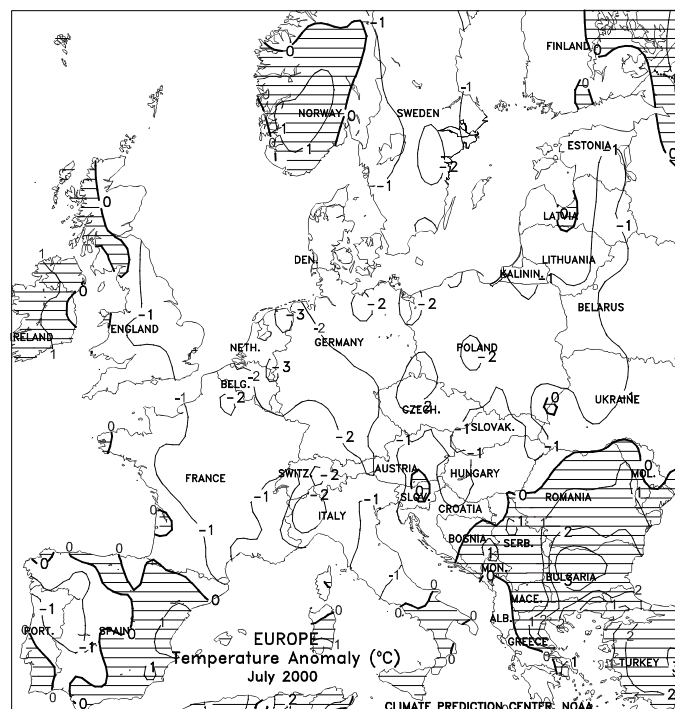 FINLAND
NORWAY
SWEDEN
ESTONIA
LATVIA
DEN.
LITHUANIA
KALININ.
BELARUS
IRELAND
ENGLAND
NETH.
GERMANY
POLAND
BELG.
CZECH.
UKRAINE
SLOVAK.
FRANCE
SWITZ.
AUSTRIA
HUNGARY
MOL.
SLOV.
ROMANIA
ITALY
CROATIA
BOSNIA
SERB.
MON.
BULGARIA
MACE.
PORT.
SPAIN
ALB.
GREECE
TURKEY
EUROPE
Temperature Anomaly (°C)
July 2000
CLIMATE PREDICTION CENTER, NOAA